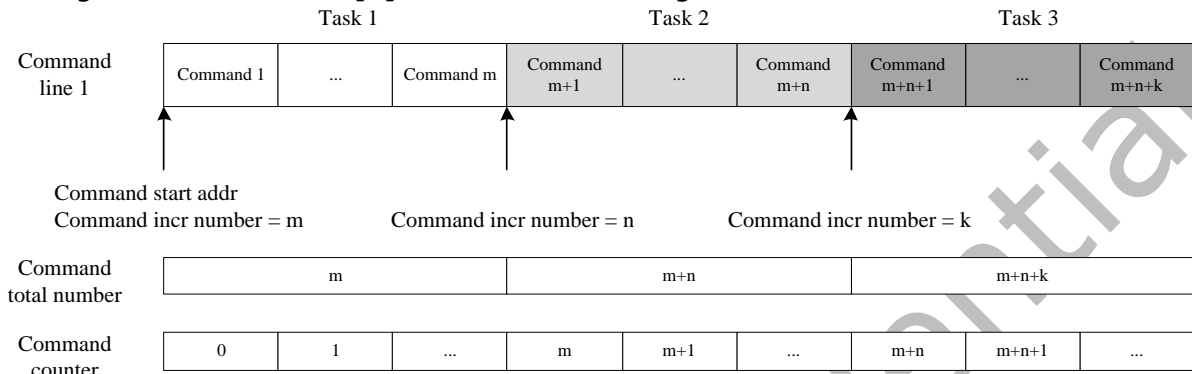 Task 1 Task 2 Task 3
Command line 1
Command 1 ... Command m Command m+1 ... Command m+n Command m+n+1 ... Command m+n+k
Command start addr
Command incr number = m Command incr number = n Command incr number = k
Command total number
m m+n m+n+k
Command counter
0 1 ... m m+1 ... m+n m+n+1 ...